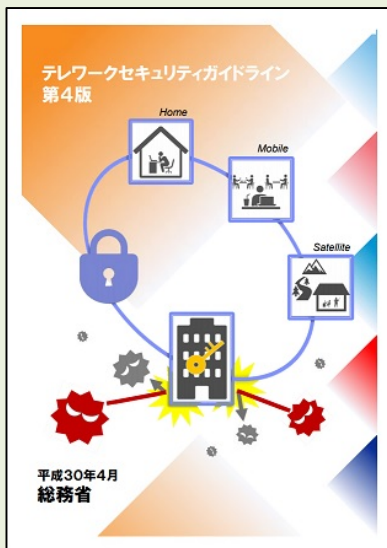 テレワークセキュリティガイドライン
第4版
Home
Mobile
Satellite
平成30年4月
総務省